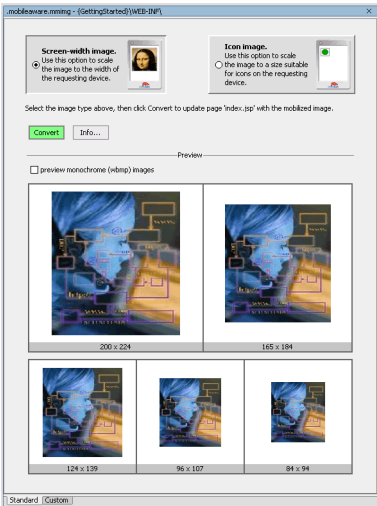 .mobileaware.mmimg - {GettingStarted}\WEB-INF\
Screen-width image.
Use this option to scale
the image to the width of
the requesting device.
Icon image.
Use this option to scale
the image to a size suitable
for icons on the requesting
device.
Select the image type above, then click Convert to update page 'index.jsp' with the mobilized image.
Convert
Info...
Preview
preview monochrome (wbmp) images
200 x 224
165 x 184
124 x 139
96 x 107
84 x 94
Standard
Custom